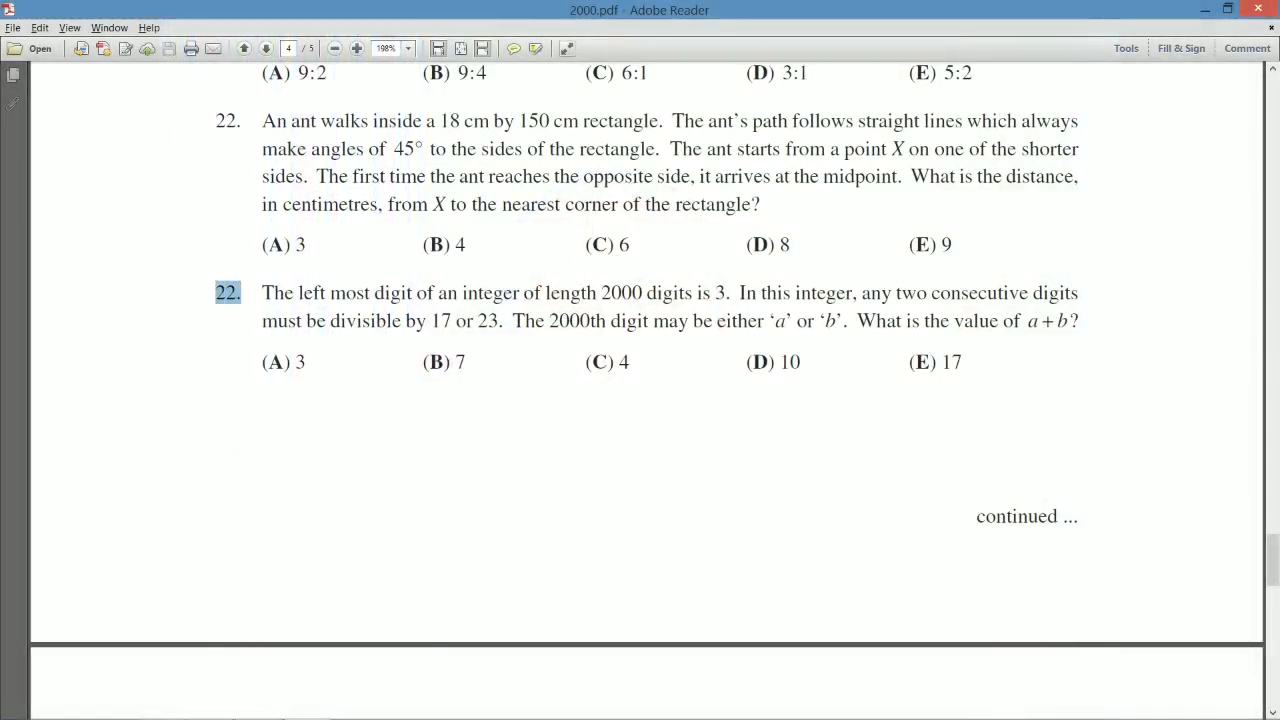 2000.pdf - Adobe Reader
File Edit View Window Help
Open 4 / 5 198% Tools Fill & Sign Comment
(A) 9:2 (B) 9:4 (C) 6:1 (D) 3:1 (E) 5:2
22. An ant walks inside a 18 cm by 150 cm rectangle. The ant's path follows straight lines which always
make angles of 45° to the sides of the rectangle. The ant starts from a point X on one of the shorter
sides. The first time the ant reaches the opposite side, it arrives at the midpoint. What is the distance,
in centimetres, from X to the nearest corner of the rectangle?
(A) 3 (B) 4 (C) 6 (D) 8 (E) 9
22. The left most digit of an integer of length 2000 digits is 3. In this integer, any two consecutive digits
must be divisible by 17 or 23. The 2000th digit may be either ‘a’ or ‘b’. What is the value of a+b?
(A) 3 (B) 7 (C) 4 (D) 10 (E) 17
continued ...